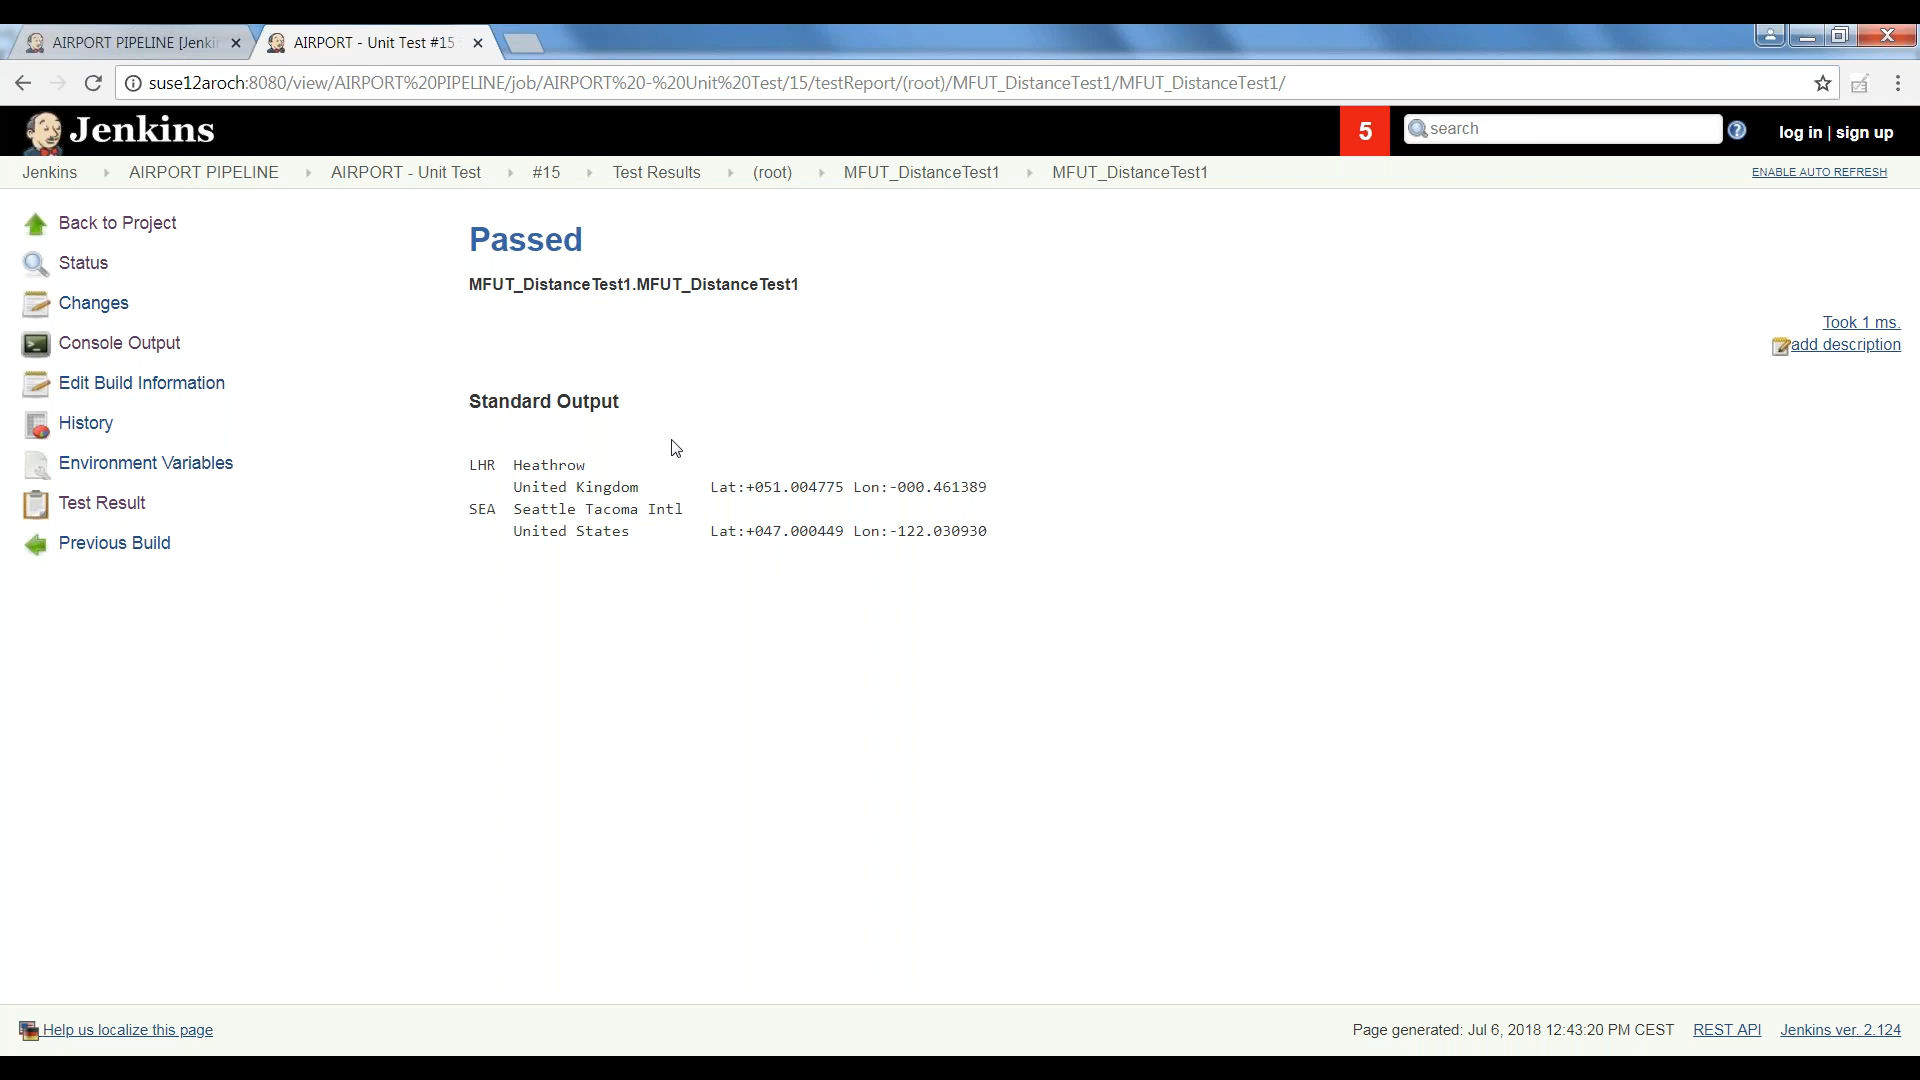 AIRPORT PIPELINE [Jenkin
AIRPORT - Unit Test #15
suse12aroch:8080/view/AIRPORT%20PIPELINE/job/AIRPORT%20-%20Unit%20Test/15/testReport/(root)/MFUT_DistanceTest1/MFUT_DistanceTest1/
Jenkins
5
search
log in | sign up
Jenkins
AIRPORT PIPELINE
AIRPORT - Unit Test
#15
Test Results
(root)
MFUT_DistanceTest1
MFUT_DistanceTest1
ENABLE AUTO REFRESH
Back to Project
Status
Changes
Console Output
Edit Build Information
History
Environment Variables
Test Result
Previous Build
Passed
MFUT_DistanceTest1.MFUT_DistanceTest1
Took 1 ms.
add description
Standard Output
LHR Heathrow
United Kingdom Lat:+051.004775 Lon:-000.461389
SEA Seattle Tacoma Intl
United States Lat:+047.000449 Lon:-122.030930
Help us localize this page
Page generated: Jul 6, 2018 12:43:20 PM CEST
REST API
Jenkins ver. 2.124